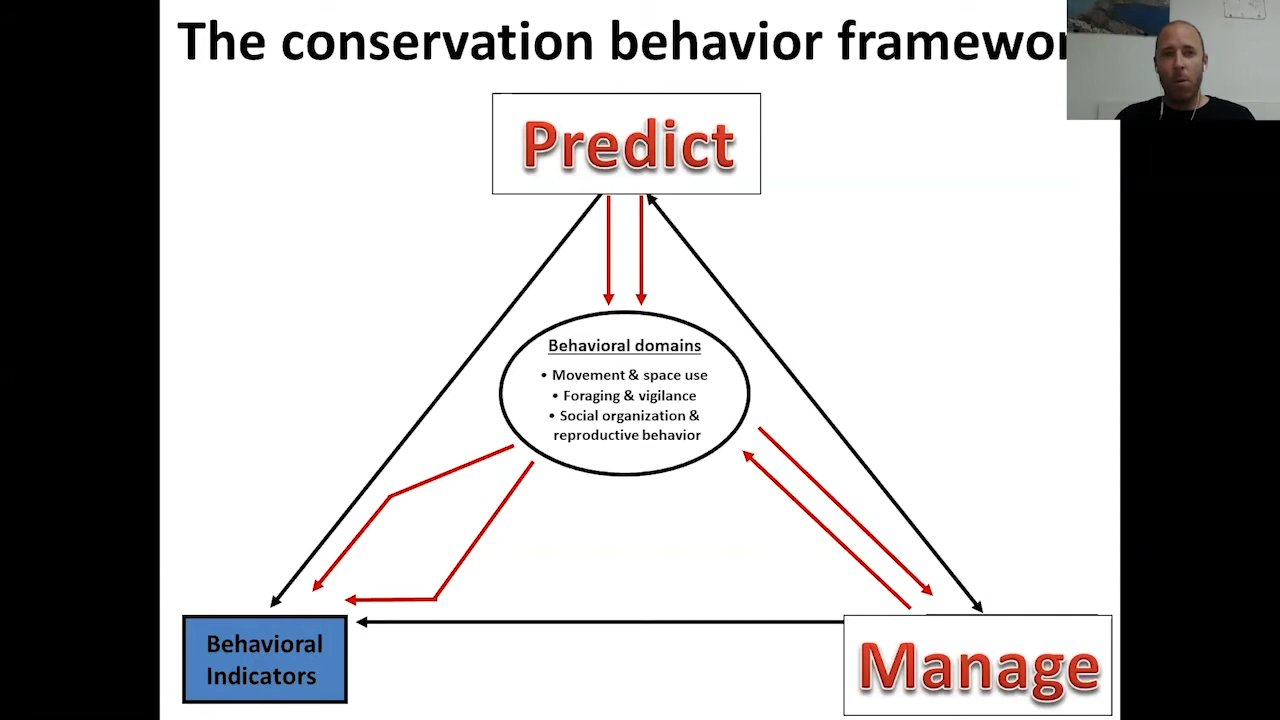 The conservation behavior framewor
Predict
Behavioral domains
• Movement & space use
• Foraging & vigilance
• Social organization &
reproductive behavior
Behavioral
Indicators
Manage